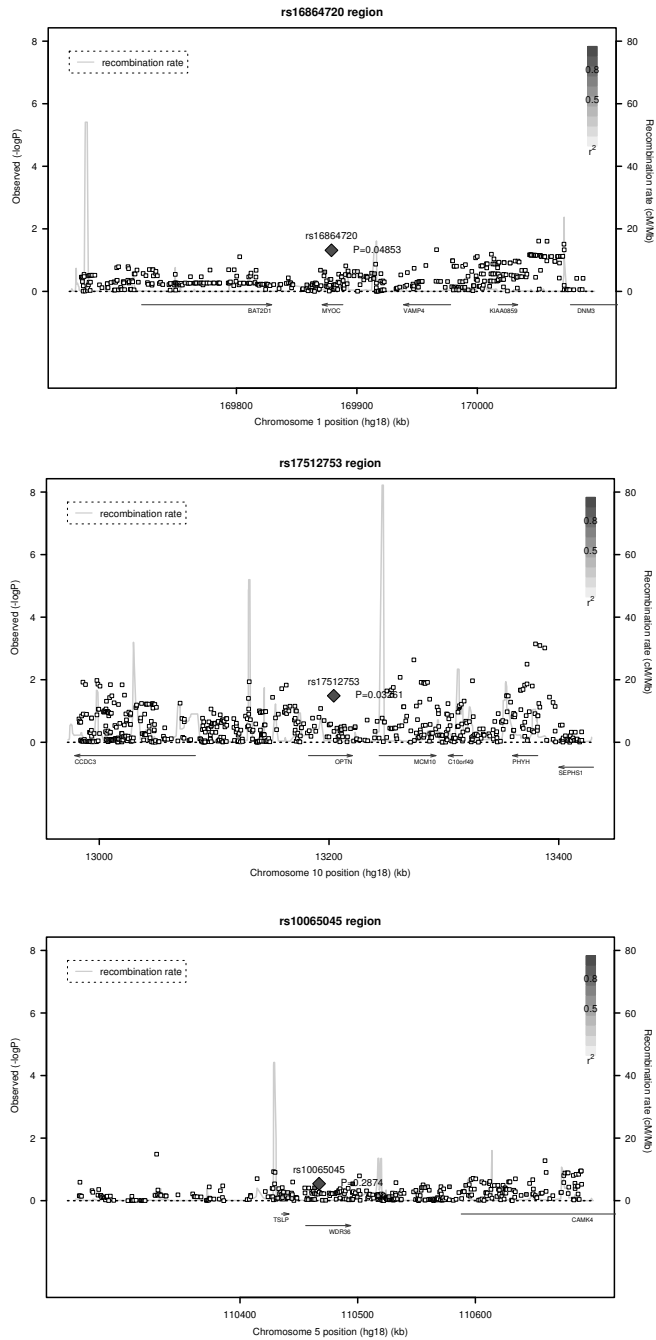 rs16864720 region
8
80
recombination rate
0.8
6
60
0.5
r2
Observed (-logP)
Recombination rate (cM/Mb)
4
40
2
20
rs16864720
P=0.04853
0
0
BAT2D1 MYOC VAMP4 KIAA0859 DNM3
169800 169900 170000
Chromosome 1 position (hg18) (kb)
rs17512753 region
8
80
recombination rate
0.8
6
60
0.5
r2
Observed (-logP)
Recombination rate (cM/Mb)
4
40
2
20
rs17512753
0
0
CCDC3 OPTN MCM10 C10orf49 PHYH
SEPHS1
13000 13200 13400
Chromosome 10 position (hg18) (kb)
rs10065045 region
8
80
recombination rate
0.8
6
60
0.5
r2
Observed (-logP)
Recombination rate (cM/Mb)
4
40
2
20
rs10065045
P=0.2874
0
0
TSLP CAMK4
WDR36
110400 110500 110600
Chromosome 5 position (hg18) (kb)